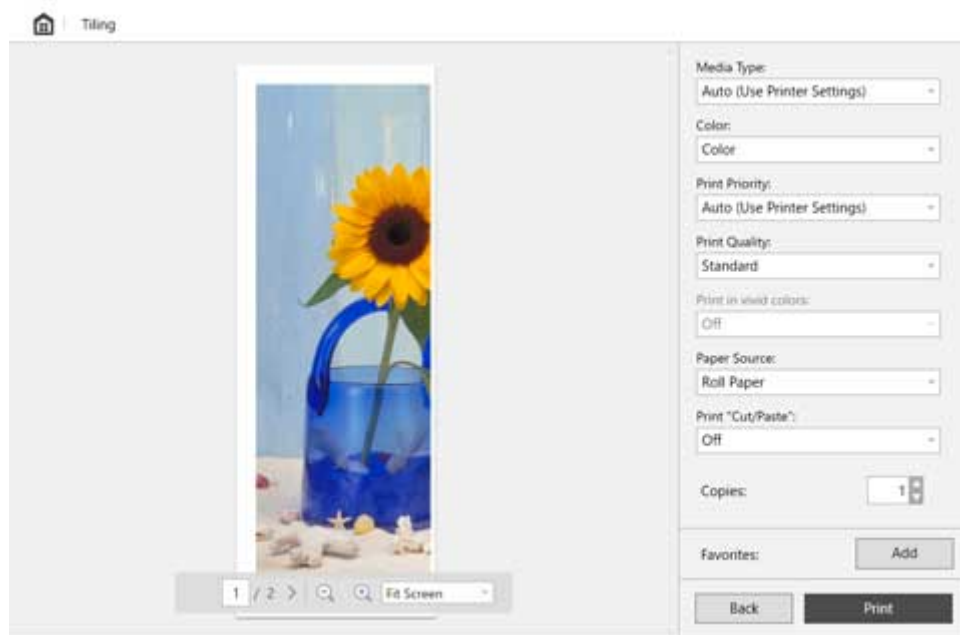 Tiling
Media Type:
Auto (Use Printer Settings)
Color:
Color
Print Priority:
Auto (Use Printer Settings)
Print Quality:
Standard
Print in vivid colors:
Off
Paper Source:
Roll Paper
Print "Cut/Paste":
Off
Copies: 1
Favorites: Add
1 / 2 Fit Screen
Back Print